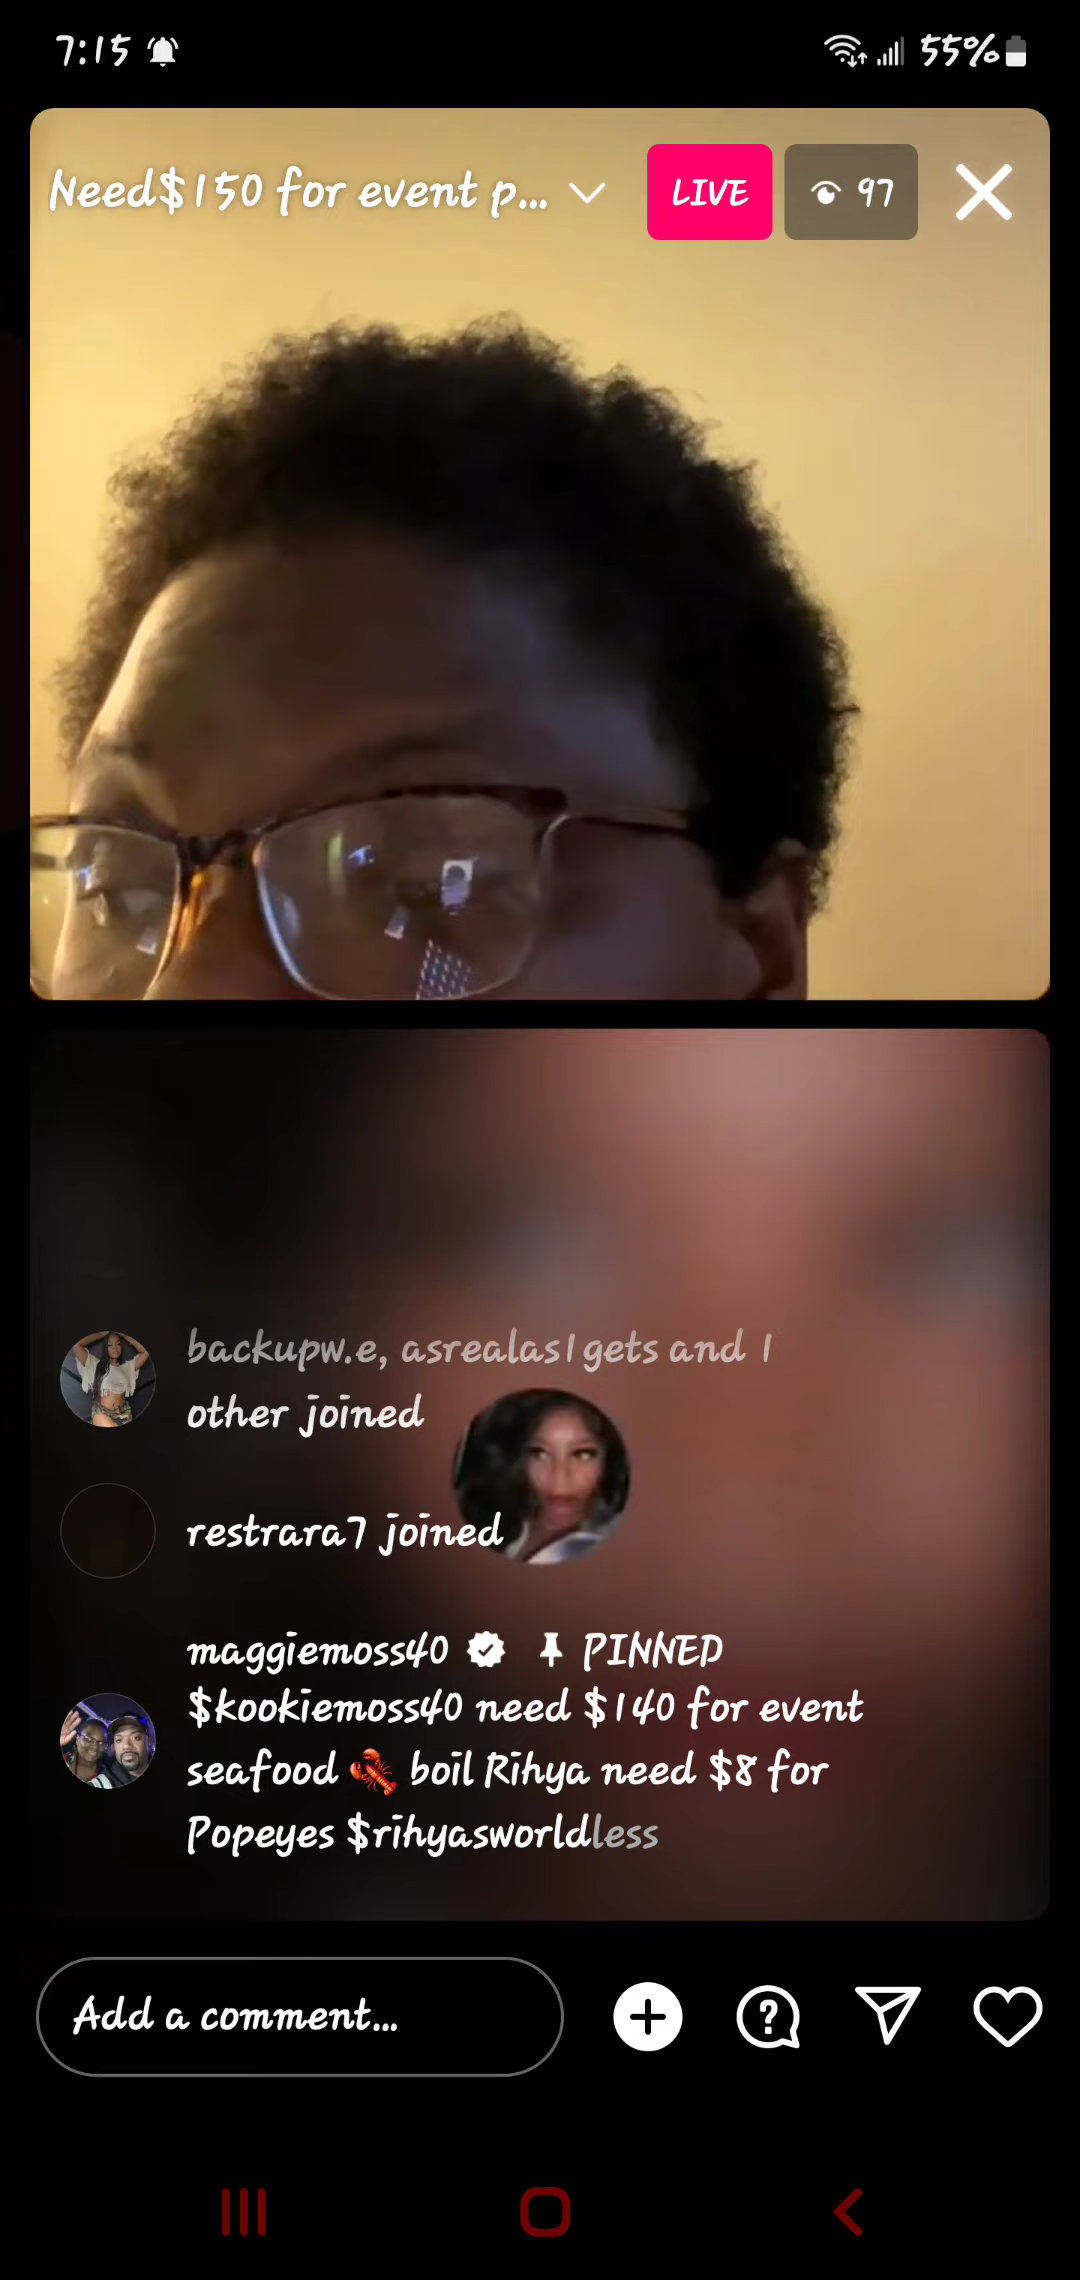 7:15
55%
Need$150 for event p...
LIVE
97
backupw.e, asrealas1gets and 1
other joined
restrara7 joined
maggiemoss40 PINNED
$kookiemoss40 need $140 for event
seafood 🦞 boil Rihya need $8 for
Popeyes $rihyasworldless
Add a comment...